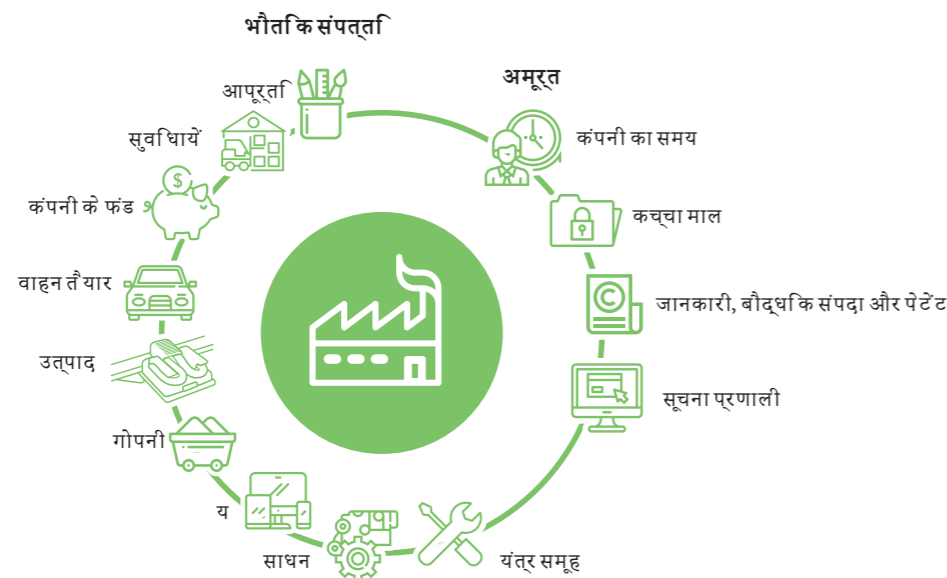 भौतिक संपत्ति
आपूर्ति
सुविधायें
कंपनी के फंड
वाहन तैयार
उत्पाद
गोपनी
य
साधन
यंत्र समूह
अमूर्त
कंपनी का समय
कच्चा माल
जानकारी, बौद्धिक संपदा और पेटेंट
सूचना प्रणाली
$
C